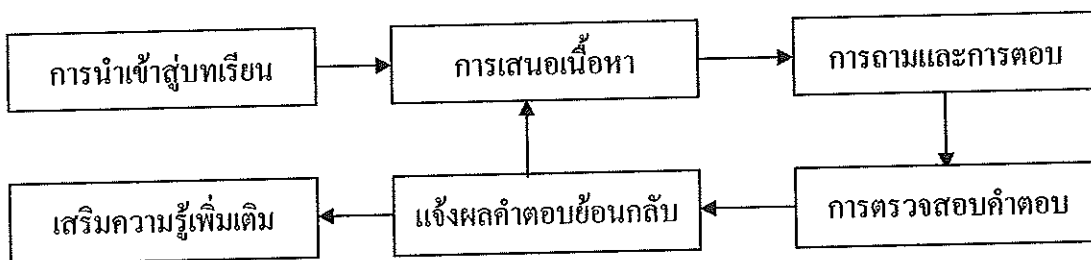 การนำเข้าสู่บทเรียน
การเสนอเนื้อหา
การถามและการตอบ
การตรวจสอบคำตอบ
แจ้งผลคำตอบย้อนกลับ
เสริมความรู้เพิ่มเติม